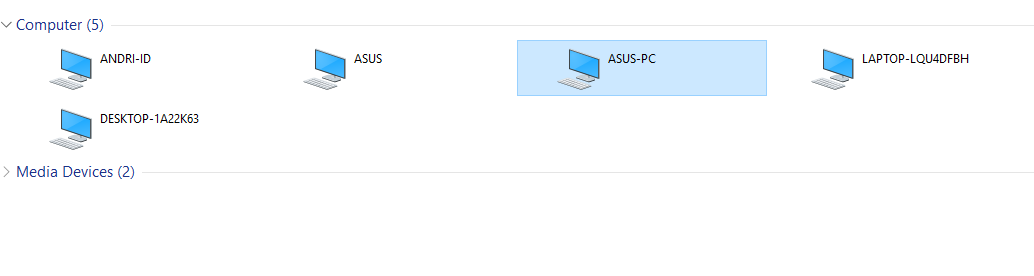 Computer (5)
ANDRI-ID
ASUS
ASUS-PC
LAPTOP-LQU4DFBH
DESKTOP-1A22K63
Media Devices (2)